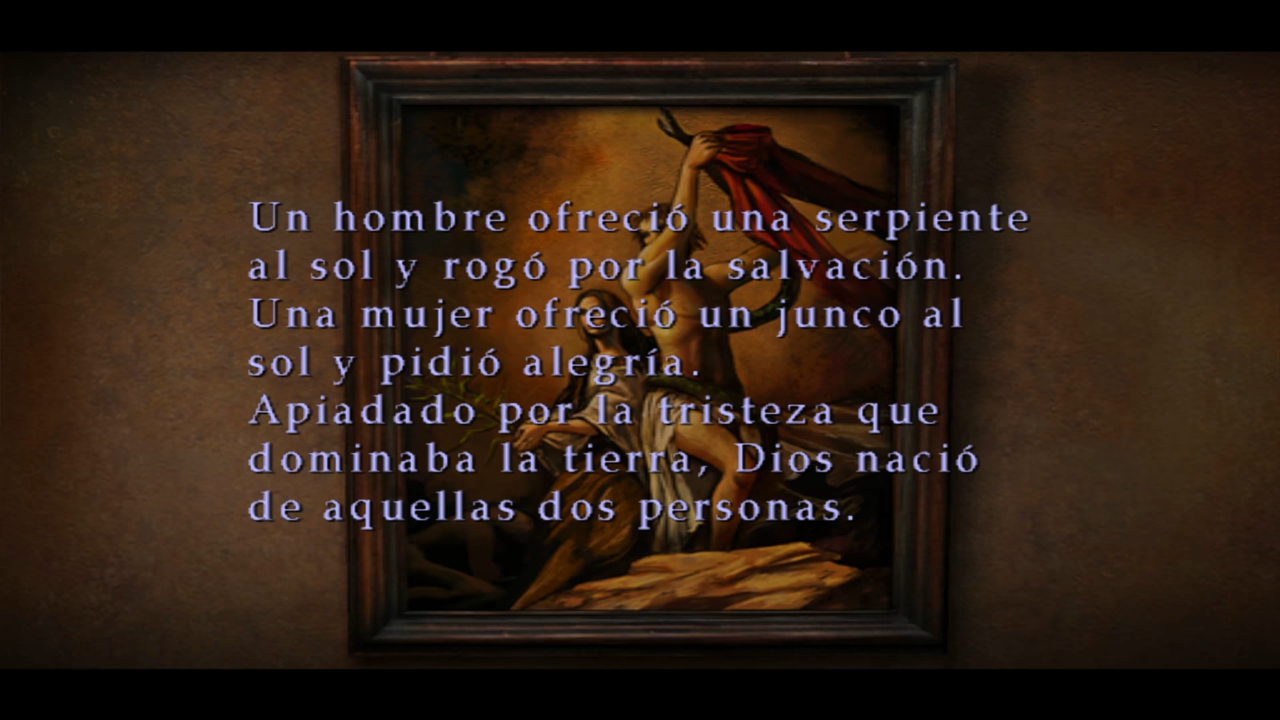 Un hombre ofreció una serpiente
al sol y rogó por la salvación.
Una mujer ofreció un junco al
sol y pidió alegría.
Apiadado por la tristeza que
dominaba la tierra, Dios nació
de aquellas dos personas.